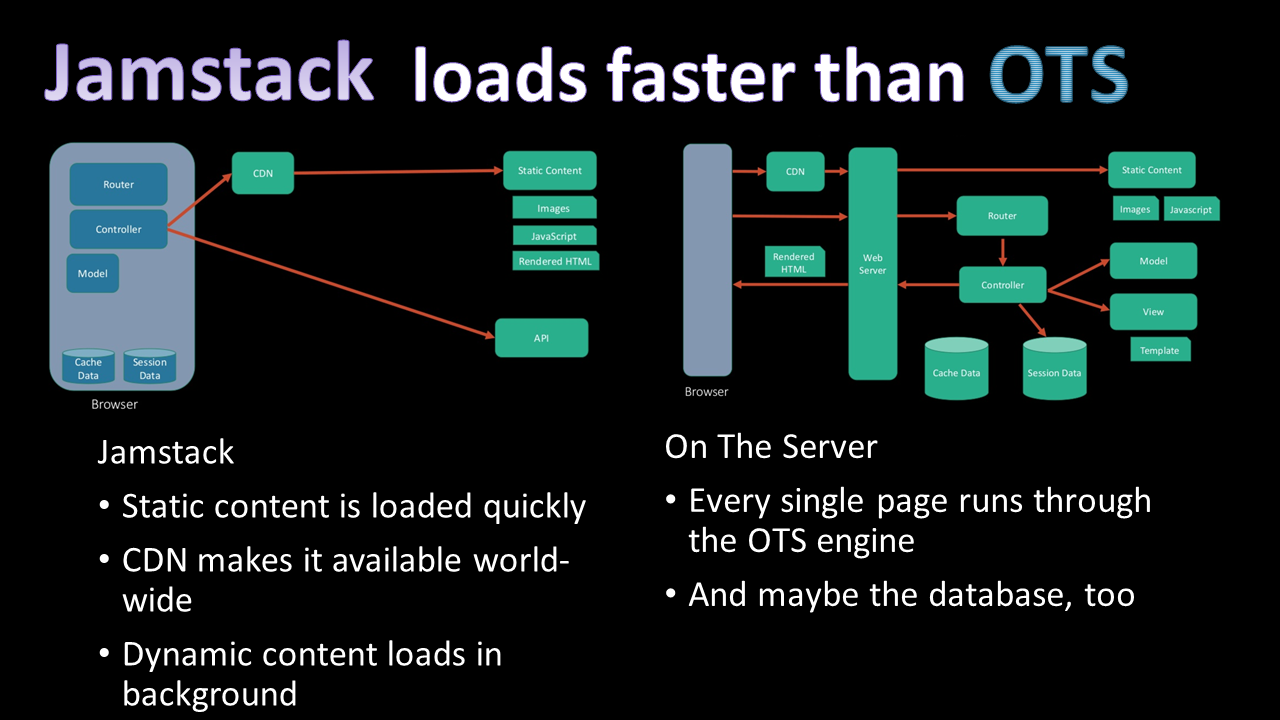 Jamstack loads faster than OTS
Router
Controller
Model
Cache
Data
Session
Data
Browser
CDN
Static Content
Images
JavaScript
Rendered HTML
API
Browser
CDN
Rendered
HTML
Web
Server
Static Content
Images
Javascript
Router
Controller
Model
View
Template
Cache Data
Session Data
Jamstack
• Static content is loaded quickly
• CDN makes it available world-
wide
• Dynamic content loads in
background
On The Server
• Every single page runs through
the OTS engine
• And maybe the database, too